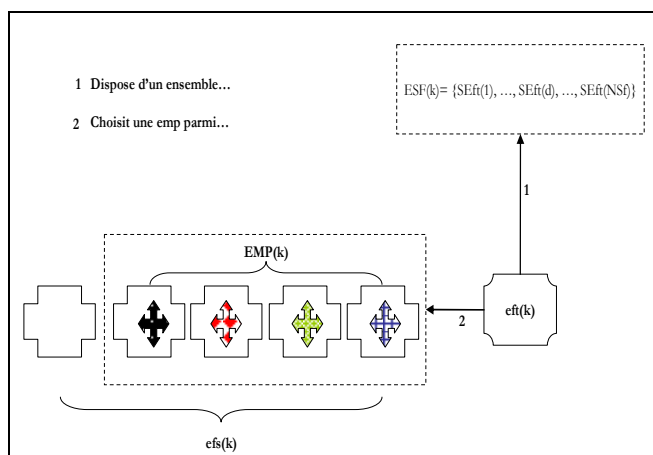 1 Dispose d'un ensemble…
2 Choisit une emp parmi…
ESF(k)= {SEft(1), …, SEft(d), …, SEft(NSf)}
1
EMP(k)
2
eft(k)
efs(k)